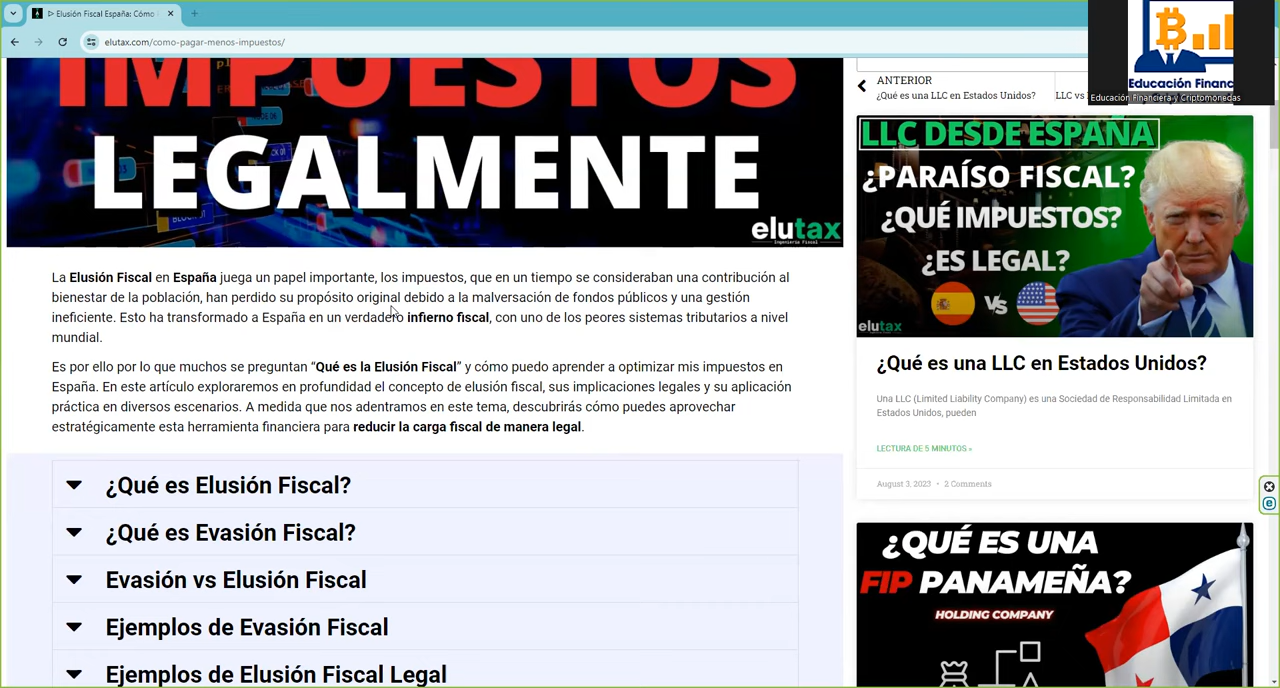 ▷ Elusión Fiscal España: Cómo
elutax.com/como-pagar-menos-impuestos/
Educación Financ
Educación Financiera y Criptomonedas
IMPUESTOS
LEGALMENTE
elutax
Ingeniería Fiscal
La Elusión Fiscal en España juega un papel importante, los impuestos, que en un tiempo se consideraban una contribución al
bienestar de la población, han perdido su propósito original debido a la malversación de fondos públicos y una gestión
ineficiente. Esto ha transformado a España en un verdadero infierno fiscal, con uno de los peores sistemas tributarios a nivel
mundial.
Es por ello por lo que muchos se preguntan “Qué es la Elusión Fiscal” y cómo puedo aprender a optimizar mis impuestos en
España. En este artículo exploraremos en profundidad el concepto de elusión fiscal, sus implicaciones legales y su aplicación
práctica en diversos escenarios. A medida que nos adentramos en este tema, descubrirás cómo puedes aprovechar
estratégicamente esta herramienta financiera para reducir la carga fiscal de manera legal.
¿Qué es Elusión Fiscal?
¿Qué es Evasión Fiscal?
Evasión vs Elusión Fiscal
Ejemplos de Evasión Fiscal
Ejemplos de Elusión Fiscal Legal
ANTERIOR
¿Qué es una LLC en Estados Unidos?
LLC vs
LLC DESDE ESPAÑA
¿PARAÍSO FISCAL?
¿QUÉ IMPUESTOS?
¿ES LEGAL?
VS
elutax
¿Qué es una LLC en Estados Unidos?
Una LLC (Limited Liability Company) es una Sociedad de Responsabilidad Limitada en
Estados Unidos, pueden
LECTURA DE 5 MINUTOS »
August 3, 2023 • 2 Comments
¿QUÉ ES UNA
FIP PANAMEÑA?
HOLDING COMPANY